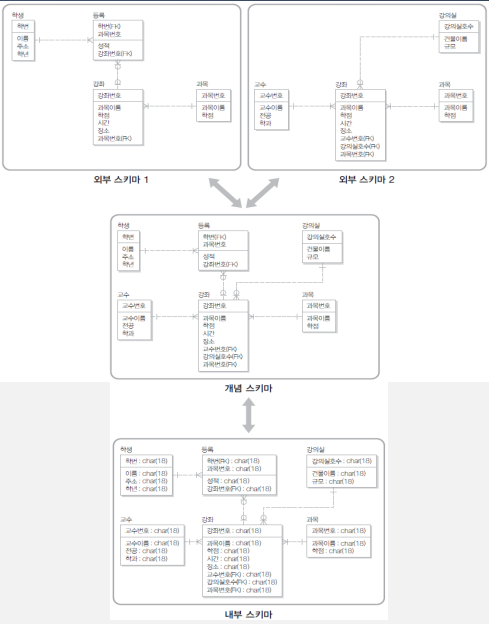 학생
학번
이름
주소
학년
등록
학번(FK)
과목번호
성적
강좌번호(FK)
강좌
강좌번호
과목이름
학점
시간
장소
과목번호(FK)
과목
과목번호
과목이름
학점
외부 스키마 1
강의실
강의실호수
건물이름
규모
교수
교수번호
교수이름
전공
학과
강좌
강좌번호
과목이름
학점
시간
장소
교수번호(FK)
강의실호수(FK)
과목번호(FK)
과목
과목번호
과목이름
학점
외부 스키마 2
학생
학번
이름
주소
학년
등록
학번(FK)
과목번호
성적
강좌번호(FK)
강의실
강의실호수
건물이름
규모
교수
교수번호
교수이름
전공
학과
강좌
강좌번호
과목이름
학점
시간
장소
교수번호(FK)
강의실호수(FK)
과목번호(FK)
과목
과목번호
과목이름
학점
개념 스키마
학생
학번 : char(18)
이름 : char(18)
주소 : char(18)
학년 : char(18)
등록
학번(FK) : char(18)
과목번호 : char(18)
성적 : char(18)
강좌번호(FK) : char(18)
강의실
강의실호수 : char(18)
건물이름 : char(18)
규모 : char(18)
교수
교수번호 : char(18)
교수이름 : char(18)
전공 : char(18)
학과 : char(18)
강좌
강좌번호 : char(18)
과목이름 : char(18)
학점 : char(18)
시간 : char(18)
장소 : char(18)
교수번호(FK) : char(18)
강의실호수(FK) : char(18)
과목번호(FK) : char(18)
과목
과목번호 : char(18)
과목이름 : char(18)
학점 : char(18)
내부 스키마